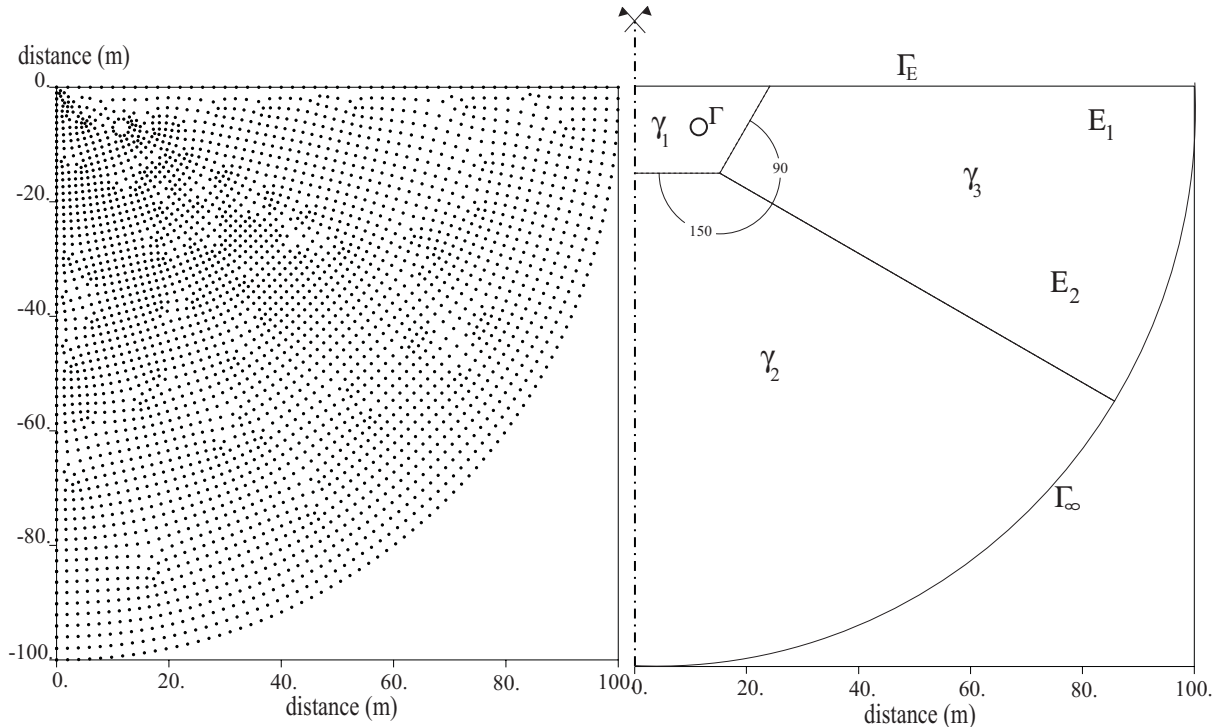 distance (m)
0.
-20.
-40.
-60.
-80.
-100.
0.
20.
40.
60.
80.
100.
distance (m)
Γ_E
γ_1
Γ
E_1
90
γ_3
150
E_2
γ_2
Γ_∞
0.
20.
40.
60.
80.
100.
distance (m)